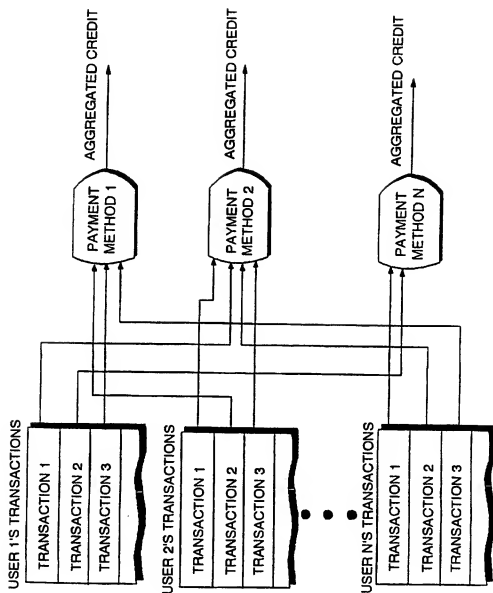 USER 1'S TRANSACTIONS
TRANSACTION 1
TRANSACTION 2
TRANSACTION 3
USER 2'S TRANSACTIONS
TRANSACTION 1
TRANSACTION 2
TRANSACTION 3
USER N'S TRANSACTIONS
TRANSACTION 1
TRANSACTION 2
TRANSACTION 3
PAYMENT
METHOD 1
PAYMENT
METHOD 2
PAYMENT
METHOD N
AGGREGATED CREDIT
AGGREGATED CREDIT
AGGREGATED CREDIT